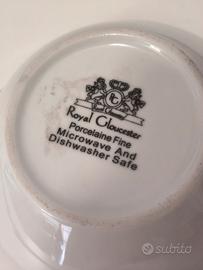 Royal Gloucester
Porcelaine Fine
Microwave And
Dishwasher Safe
subito